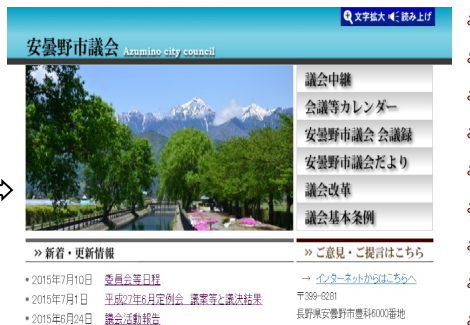 文字拡大 読み上げ
安曇野市議会 Azumino city council
議会中継
会議等カレンダー
安曇野市議会 会議録
安曇野市議会だより
議会改革
議会基本条例
» 新着・更新情報
2015年7月10日 委員会等日程
2015年7月1日 平成27年6月定例会 議案等と議決結果
2015年6月24日 議会活動報告
» ご意見・ご提言はこちら
→ インターネットからはこちらへ
〒399-8281
長野県安曇野市豊科6000番地